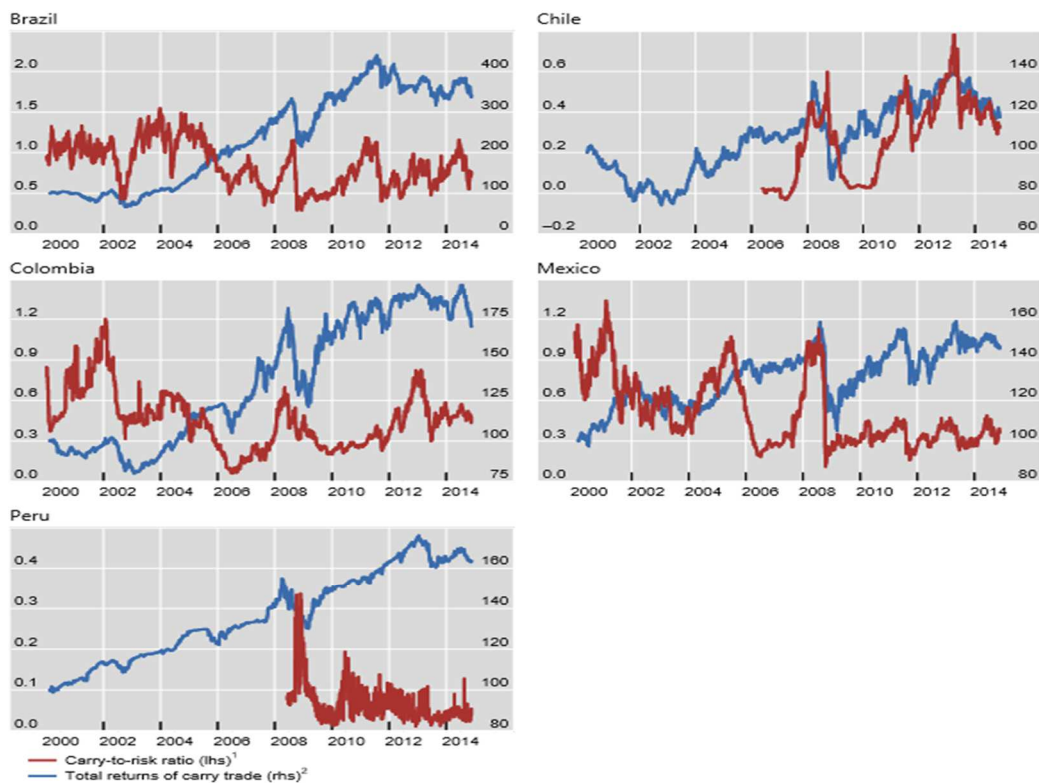 Brazil
2.0 400
1.5 300
1.0 200
0.5 100
0.0 0
2000 2002 2004 2006 2008 2010 2012 2014
Chile
0.6 140
0.4 120
0.2 100
0.0 80
–0.2 60
2000 2002 2004 2006 2008 2010 2012 2014
Colombia
1.2 175
0.9 150
0.6 125
0.3 100
0.0 75
2000 2002 2004 2006 2008 2010 2012 2014
Mexico
1.2 160
0.9 140
0.6 120
0.3 100
0.0 80
2000 2002 2004 2006 2008 2010 2012 2014
Peru
0.4 160
0.3 140
0.2 120
0.1 100
0.0 80
2000 2002 2004 2006 2008 2010 2012 2014
Carry-to-risk ratio (lhs)¹
Total returns of carry trade (rhs)²